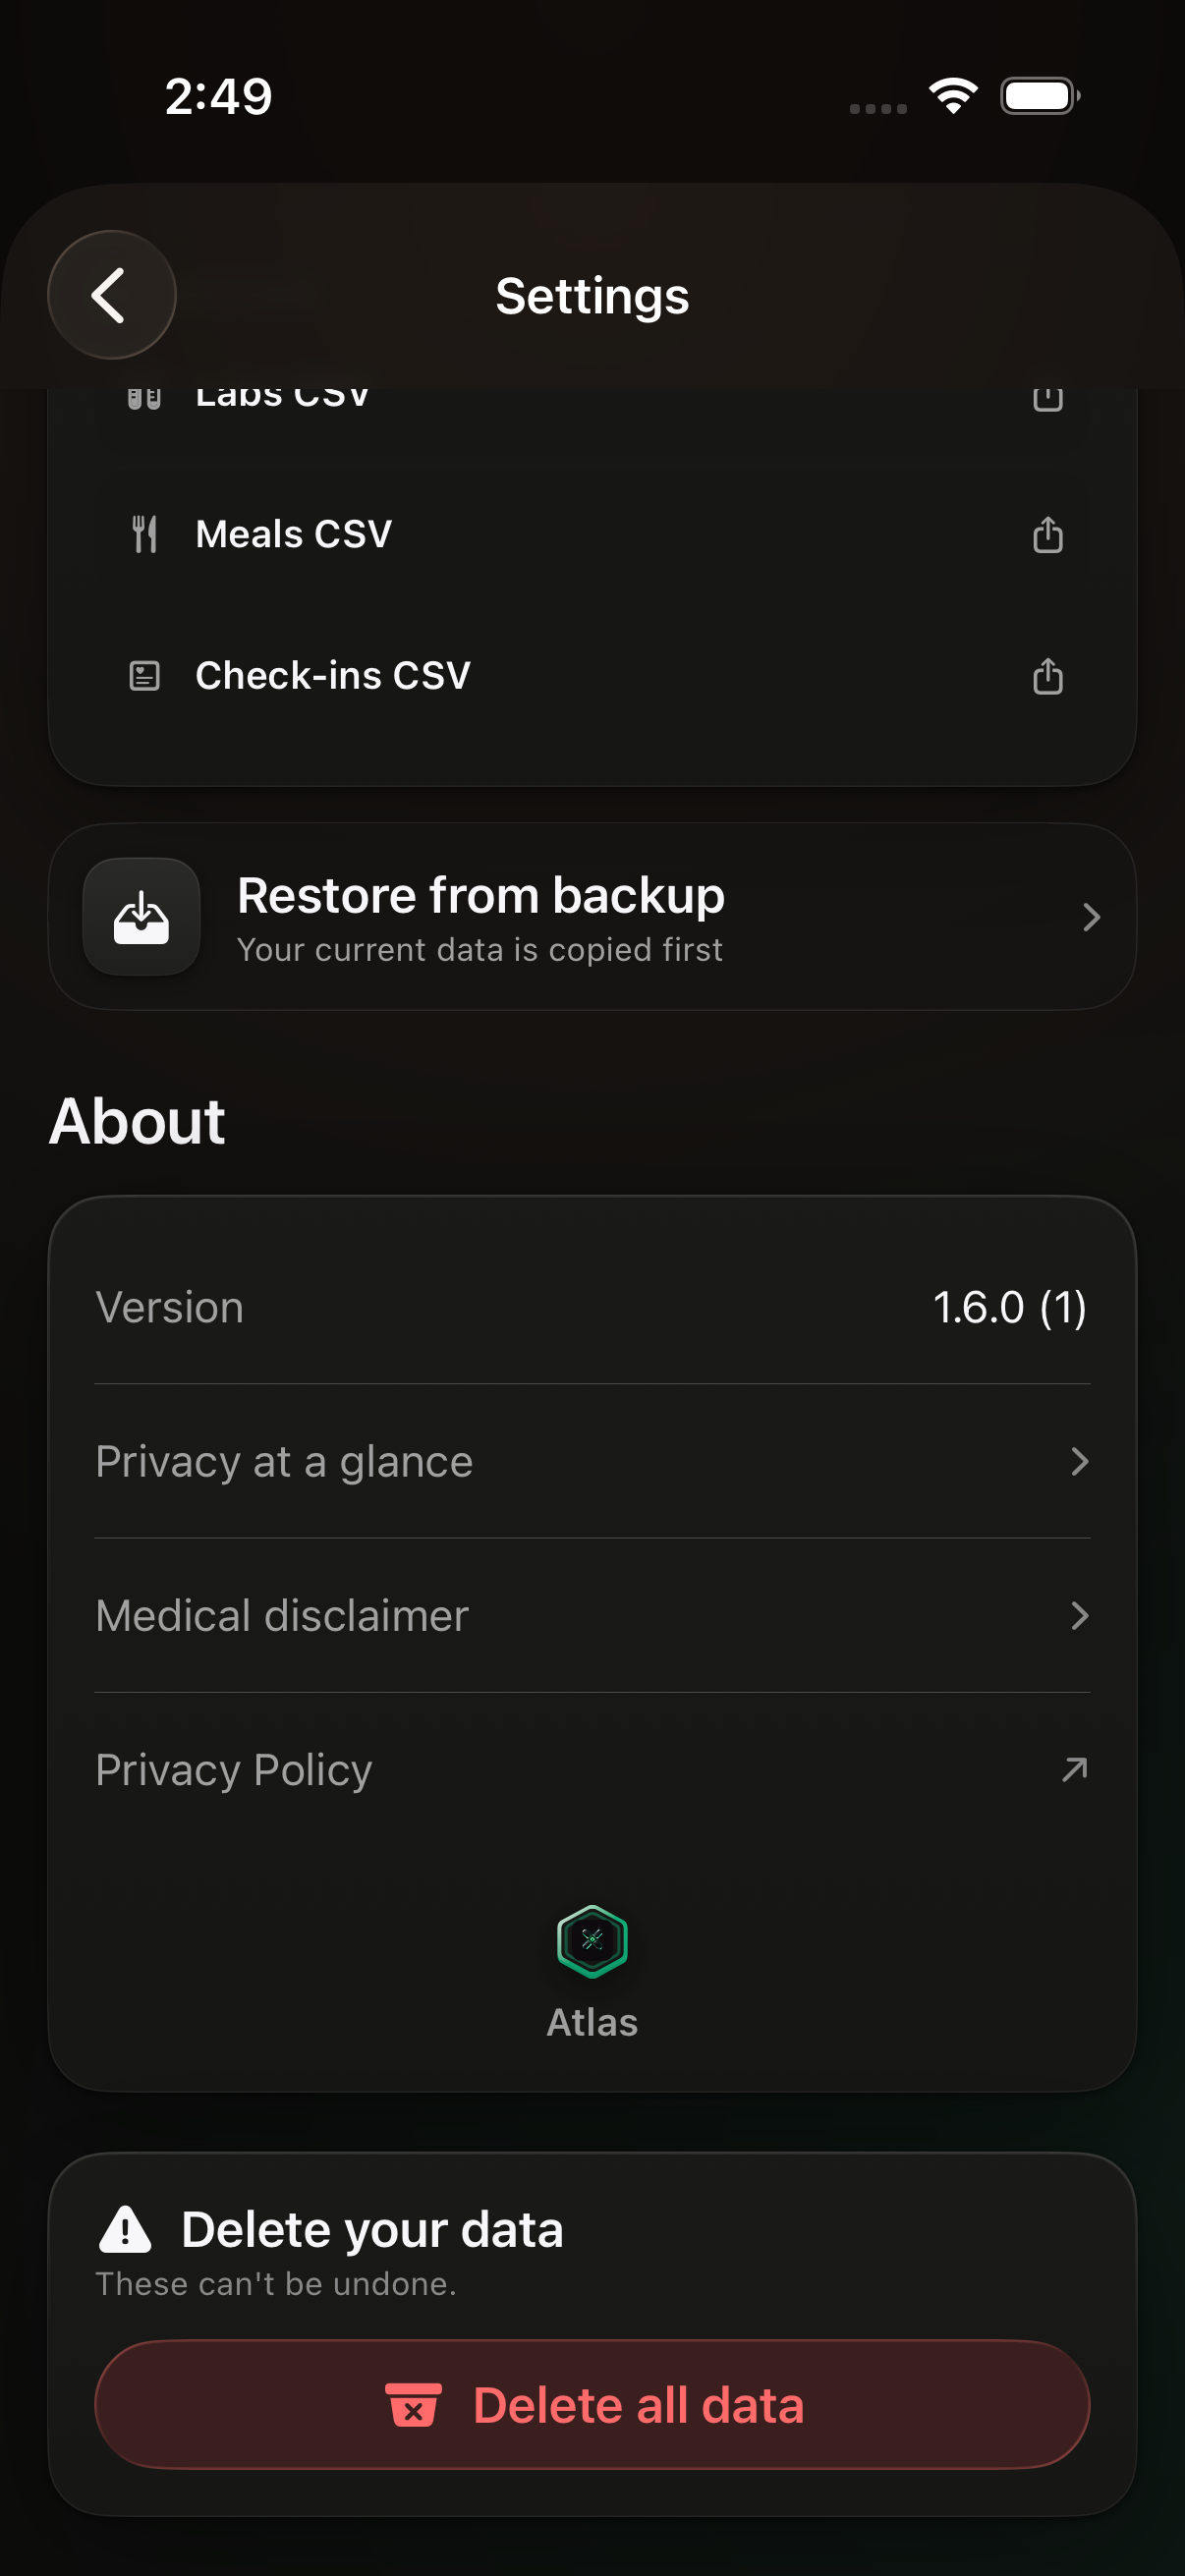 2:49
Settings
Labs CSV
Meals CSV
Check-ins CSV
Restore from backup
Your current data is copied first
About
Version
1.6.0 (1)
Privacy at a glance
Medical disclaimer
Privacy Policy
Atlas
Delete your data
These can't be undone.
Delete all data